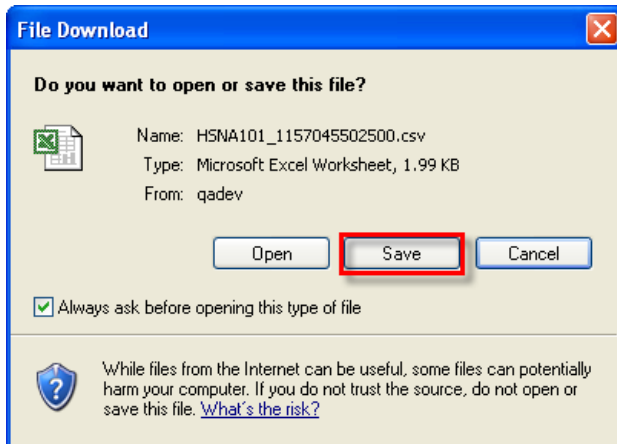 File Download
Do you want to open or save this file?
Name: HSNA101_1157045502500.csv
Type: Microsoft Excel Worksheet, 1.99 KB
From: qadev
Open Save Cancel
Always ask before opening this type of file
While files from the Internet can be useful, some files can potentially
harm your computer. If you do not trust the source, do not open or
save this file. What's the risk?